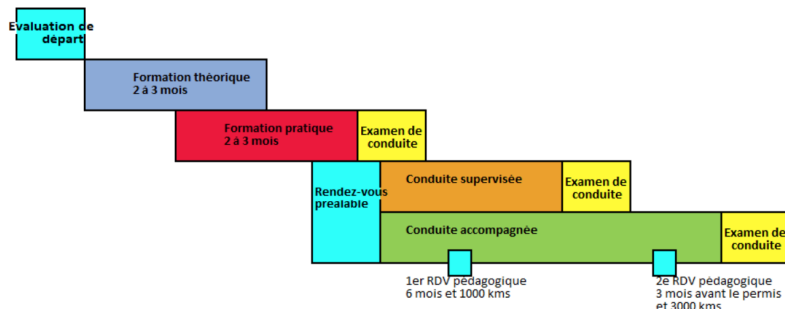 Evaluation de
départ
Formation théorique
2 à 3 mois
Formation pratique
2 à 3 mois
Examen de
conduite
Rendez-vous
prealable
Conduite supervisée
Examen de
conduite
Conduite accompagnée
Examen de
conduite
1er RDV pédagogique
6 mois et 1000 kms
2e RDV pédagogique
3 mois avant le permis
et 3000 kms